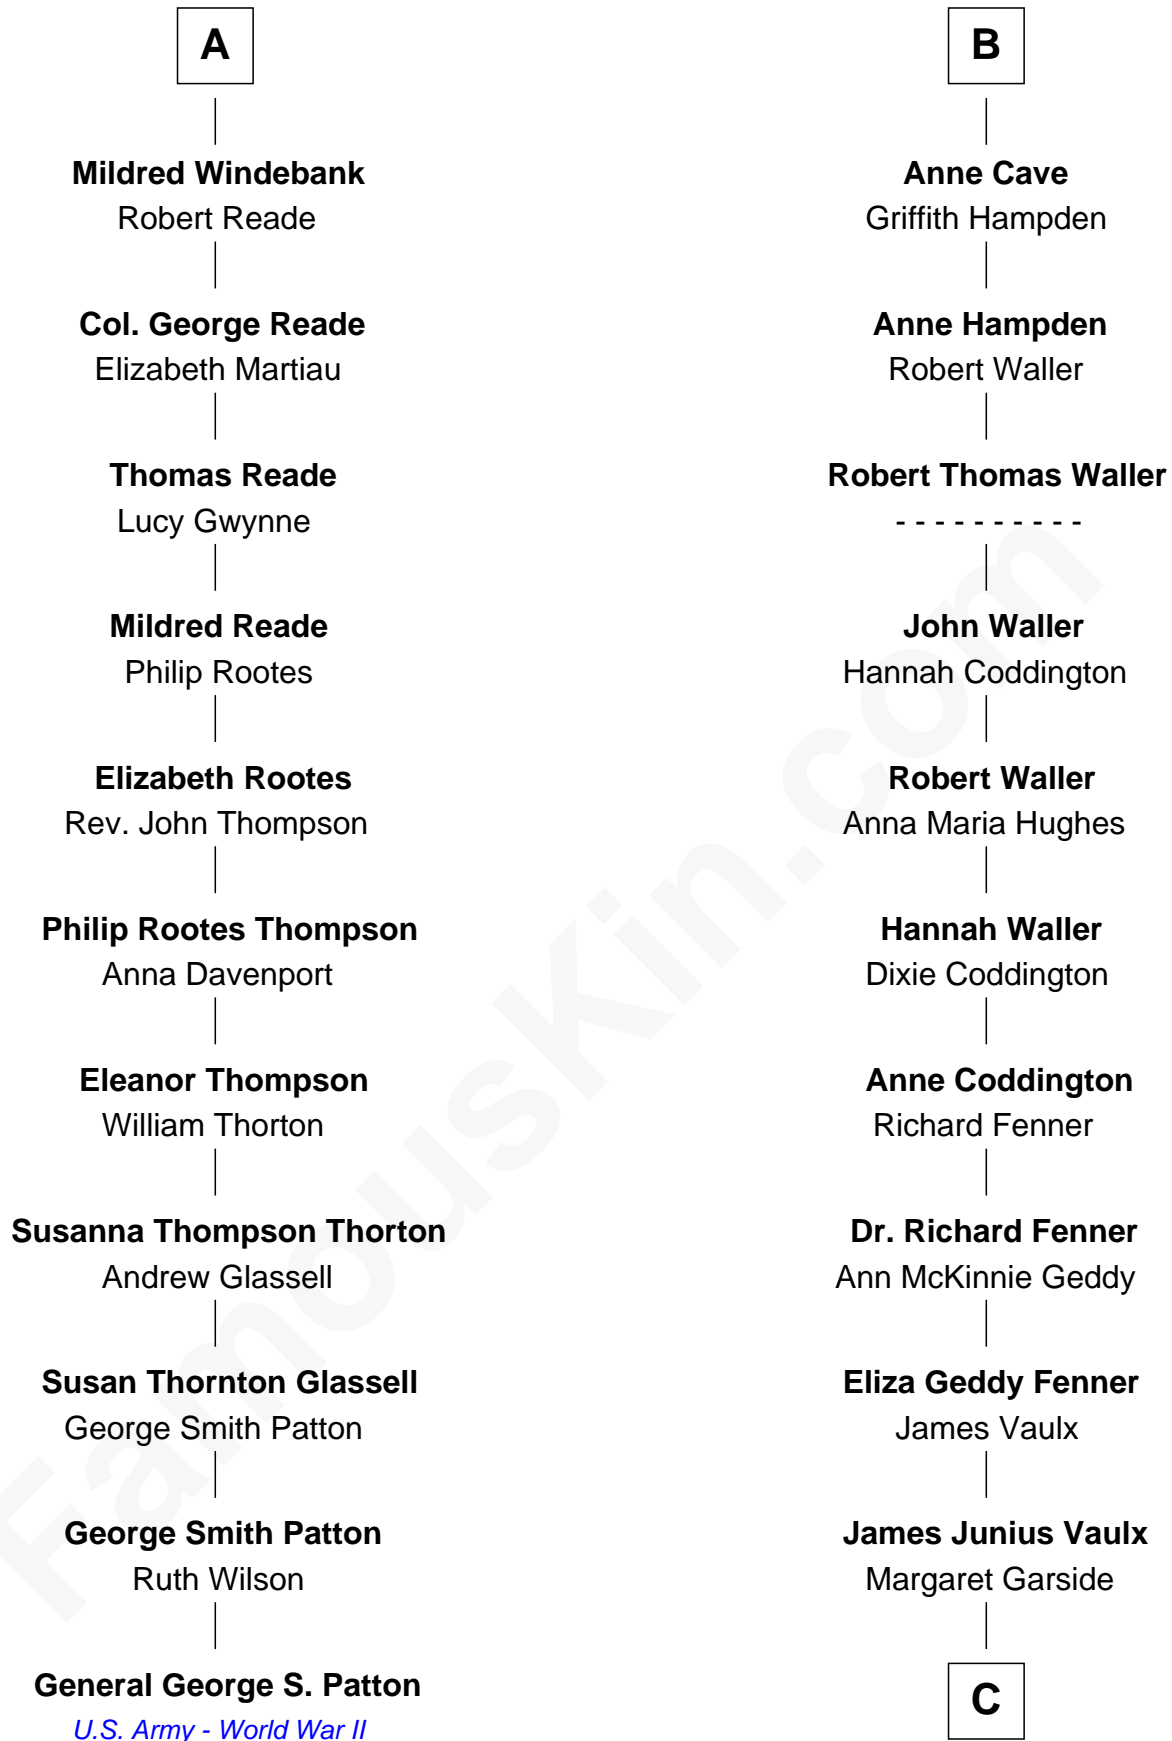 A
Mildred Windebank
Robert Reade
Col. George Reade
Elizabeth Martiau
Thomas Reade
Lucy Gwynne
Mildred Reade
Philip Rootes
Elizabeth Rootes
Rev. John Thompson
Philip Rootes Thompson
Anna Davenport
Eleanor Thompson
William Thorton
Susanna Thompson Thorton
Andrew Glassell
Susan Thornton Glassell
George Smith Patton
George Smith Patton
Ruth Wilson
General George S. Patton
U.S. Army - World War II
B
Anne Cave
Griffith Hampden
Anne Hampden
Robert Waller
Robert Thomas Waller
- - - - - - - - - -
John Waller
Hannah Coddington
Robert Waller
Anna Maria Hughes
Hannah Waller
Dixie Coddington
Anne Coddington
Richard Fenner
Dr. Richard Fenner
Ann McKinnie Geddy
Eliza Geddy Fenner
James Vaulx
James Junius Vaulx
Margaret Garside
C
FamousKin.com